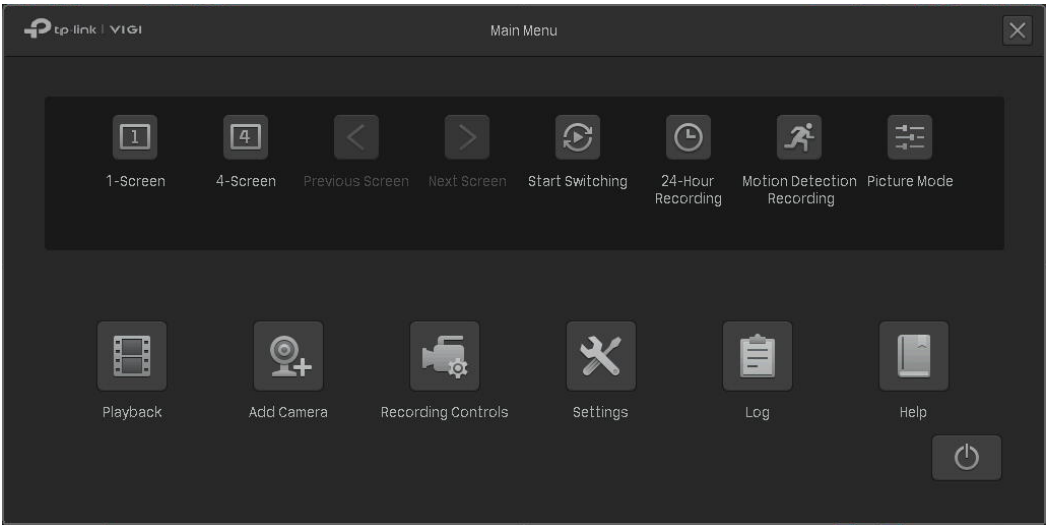 tp-link | VIGI
Main Menu
1
4
1-Screen
4-Screen
Previous Screen
Next Screen
Start Switching
24-Hour
Recording
Motion Detection
Recording
Picture Mode
Playback
Add Camera
Recording Controls
Settings
Log
Help